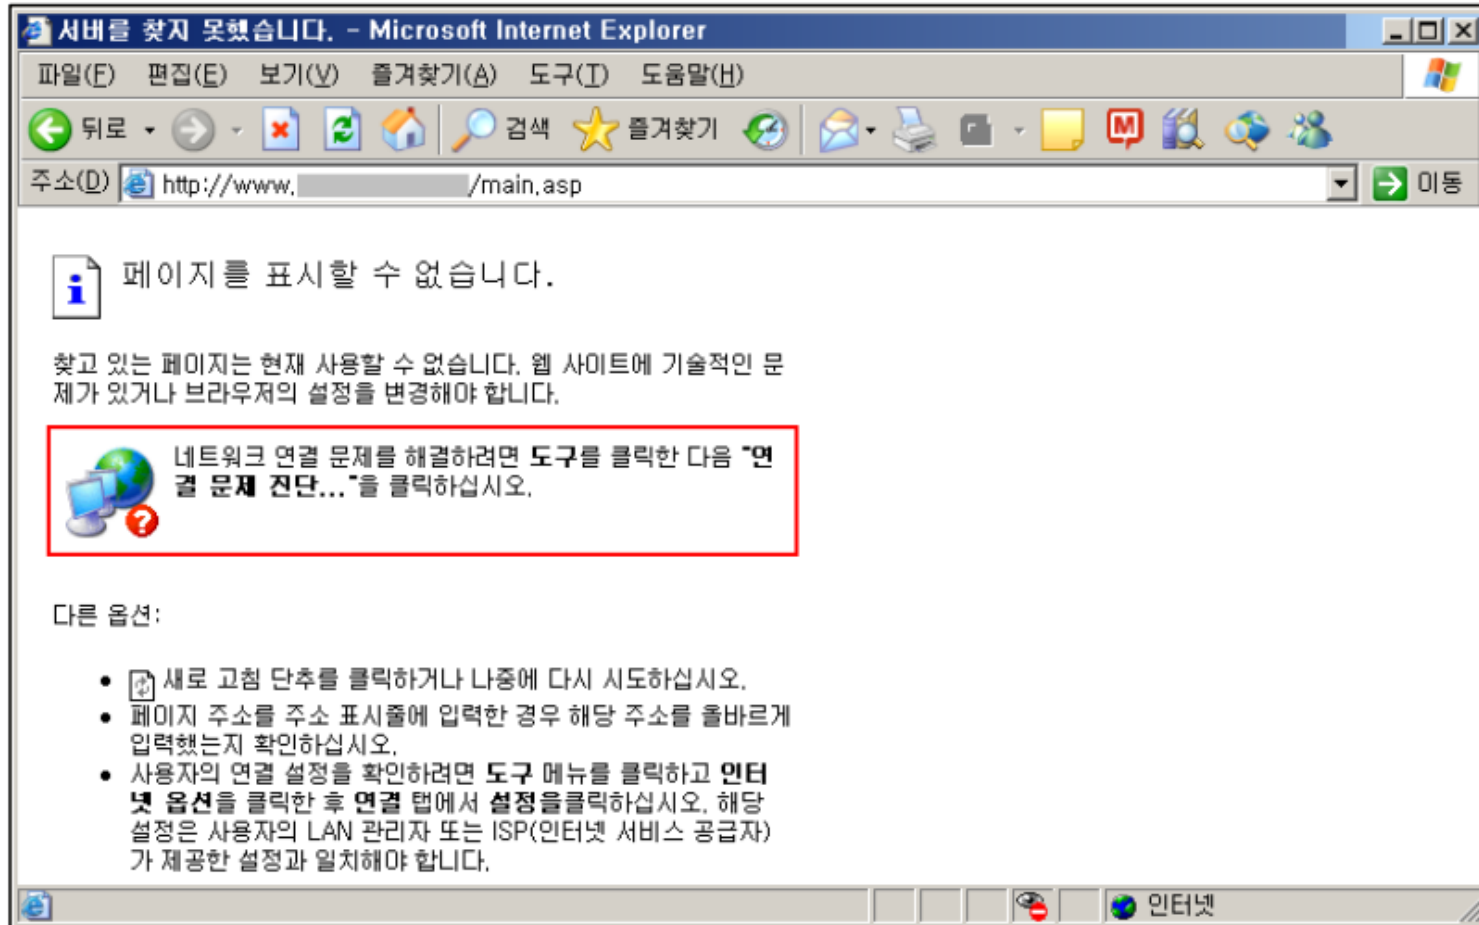 서버를 찾지 못했습니다. - Microsoft Internet Explorer
파일(F) 편집(E) 보기(V) 즐겨찾기(A) 도구(T) 도움말(H)
뒤로 검색 즐겨찾기
주소(D) http://www. /main.asp 이동
페이지를 표시할 수 없습니다.
찾고 있는 페이지는 현재 사용할 수 없습니다. 웹 사이트에 기술적인 문
제가 있거나 브라우저의 설정을 변경해야 합니다.
네트워크 연결 문제를 해결하려면 도구를 클릭한 다음 "연
결 문제 진단..."을 클릭하십시오.
다른 옵션:
• 새로 고침 단추를 클릭하거나 나중에 다시 시도하십시오.
• 페이지 주소를 주소 표시줄에 입력한 경우 해당 주소를 올바르게
입력했는지 확인하십시오.
• 사용자의 연결 설정을 확인하려면 도구 메뉴를 클릭하고 인터
넷 옵션을 클릭한 후 연결 탭에서 설정을클릭하십시오. 해당
설정은 사용자의 LAN 관리자 또는 ISP(인터넷 서비스 공급자)
가 제공한 설정과 일치해야 합니다.
인터넷